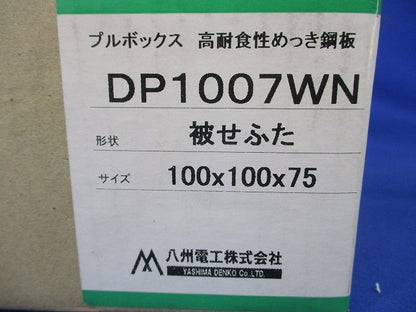 プルボックス 高耐食性めっき鋼板
DP1007WN
形状 被せふた
サイズ 100x100x75
八州電工株式会社
YASHIMA DENKO Co LTD.